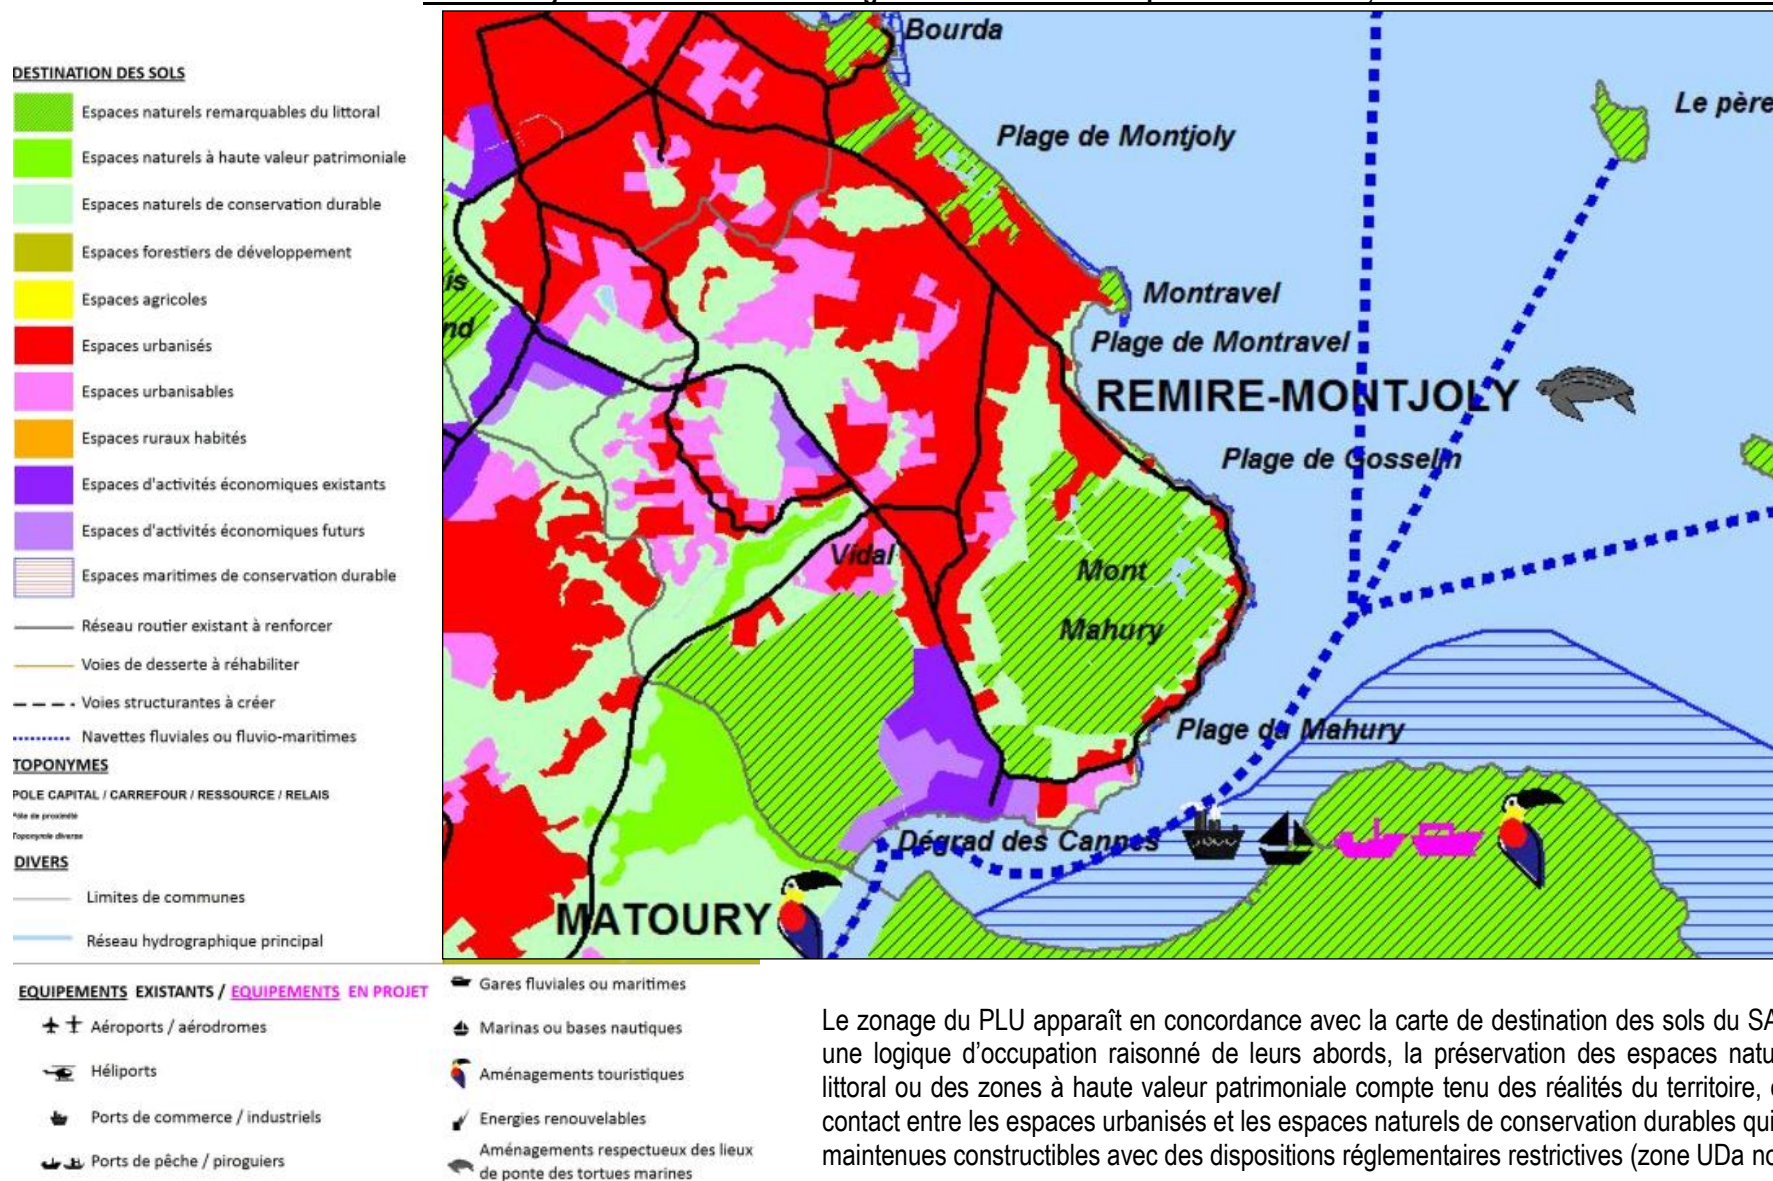 DESTINATION DES SOLS
Espaces naturels remarquables du littoral
Espaces naturels à haute valeur patrimoniale
Espaces naturels de conservation durable
Espaces forestiers de développement
Espaces agricoles
Espaces urbanisés
Espaces urbanisables
Espaces ruraux habités
Espaces d'activités économiques existants
Espaces d'activités économiques futurs
Espaces maritimes de conservation durable
Réseau routier existant à renforcer
Voies de desserte à réhabiliter
Voies structurantes à créer
Navettes fluviales ou fluvio-maritimes
TOPONYMES
POLE CAPITAL / CARREFOUR / RESSOURCE / RELAIS
Pôle de proximité
Toponymie diverse
DIVERS
Limites de communes
Réseau hydrographique principal
EQUIPEMENTS EXISTANTS / EQUIPEMENTS EN PROJET
Aéroports / aérodromes
Héliports
Ports de commerce / industriels
Ports de pêche / piroguiers
Gares fluviales ou maritimes
Marinas ou bases nautiques
Aménagements touristiques
Energies renouvelables
Aménagements respectueux des lieux
de ponte des tortues marines
Bourda
Le père
Plage de Montjoly
is
nd
Montravel
Plage de Montravel
REMIRE-MONTJOLY
Plage de Gosselin
Vidal
Mont
Mahury
Plage du Mahury
Dégrad des Cannes
MATOURY
Le zonage du PLU apparaît en concordance avec la carte de destination des sols du SA
une logique d'occupation raisonné de leurs abords, la préservation des espaces natu
littoral ou des zones à haute valeur patrimoniale compte tenu des réalités du territoire,
contact entre les espaces urbanisés et les espaces naturels de conservation durables qui
maintenues constructibles avec des dispositions réglementaires restrictives (zone UDa no